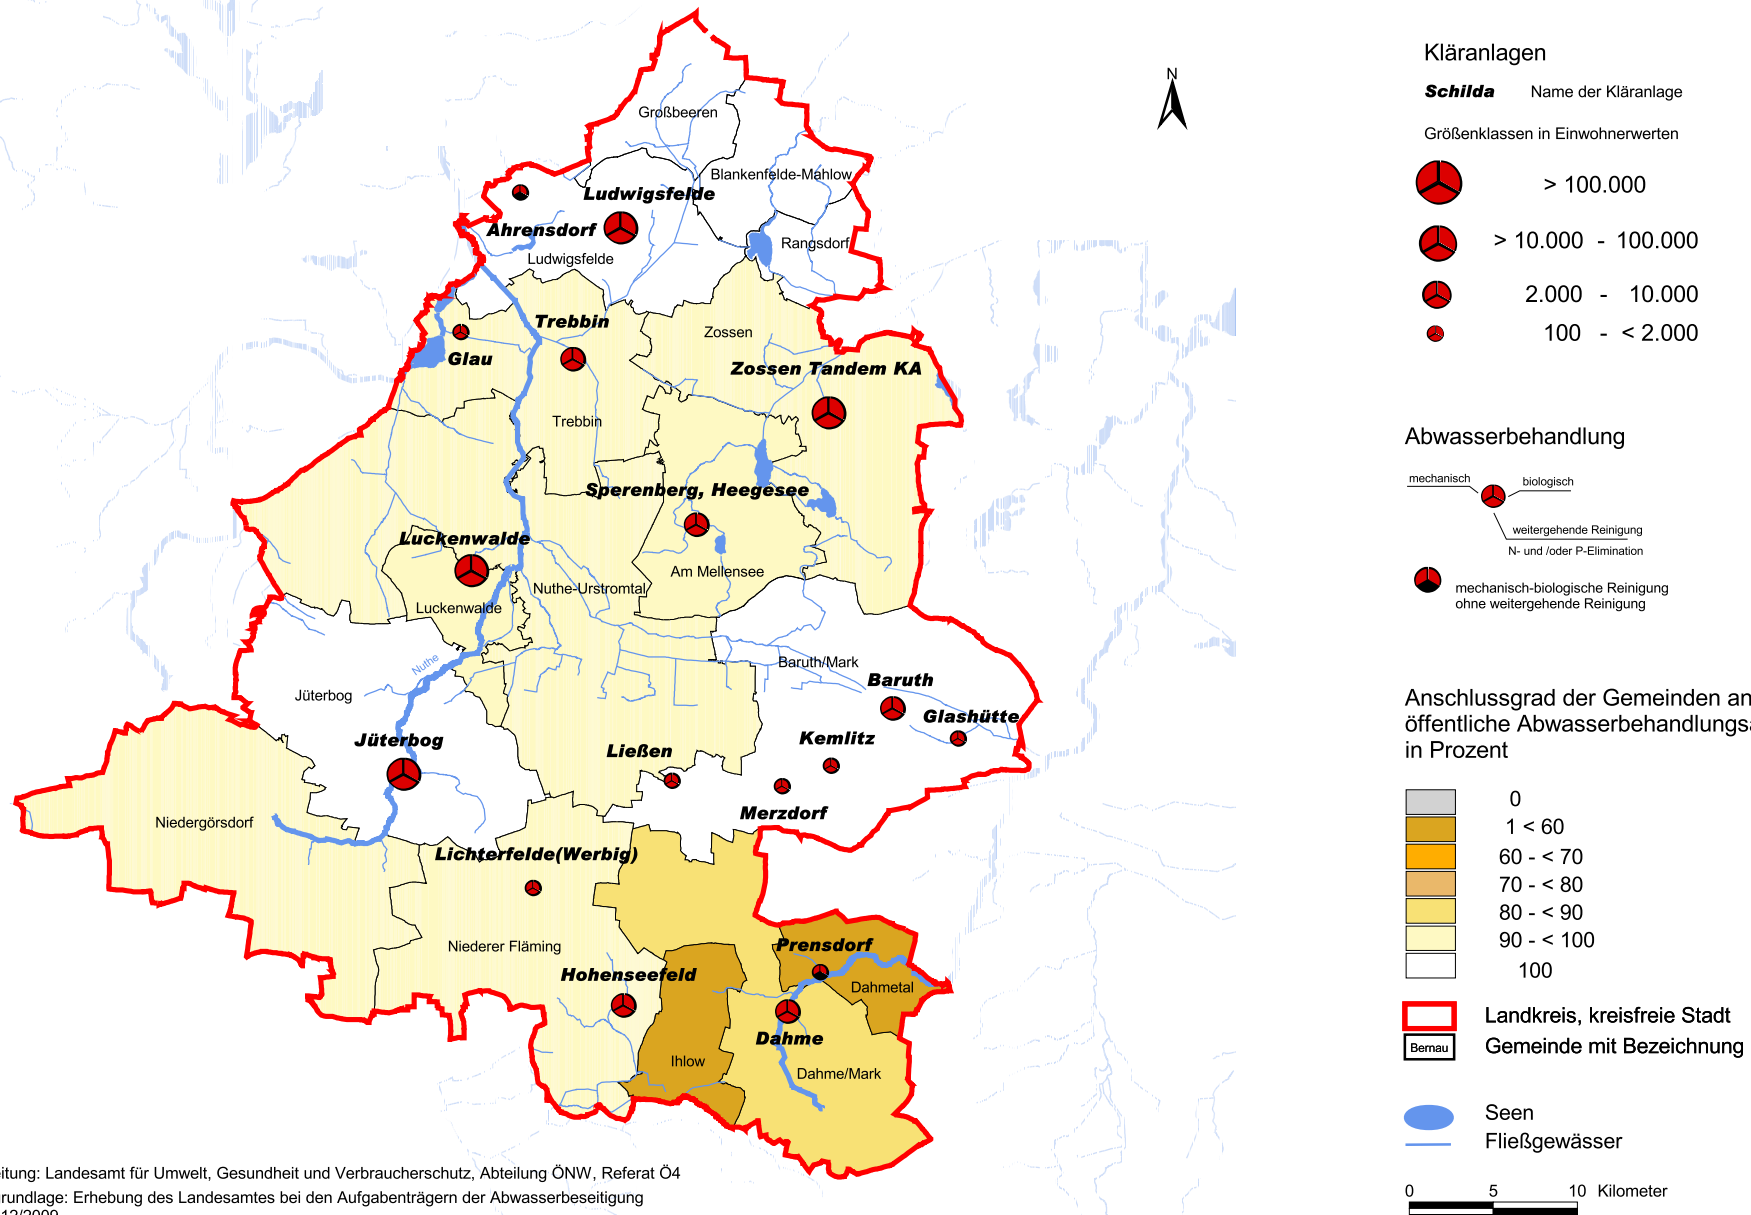 Großbeeren
Blankenfelde-Mahlow
Ludwigsfelde
Ahrensdorf
Rangsdorf
Ludwigsfelde
Trebbin
Zossen
Glau
Zossen Tandem KA
Trebbin
Sperenberg, Heegesee
Luckenwalde
Am Mellensee
Nuthe-Urstromtal
Luckenwalde
Nuthe
Baruth/Mark
Baruth
Jüterbog
Glashütte
Jüterbog
Kemlitz
Ließen
Merzdorf
Niedergörsdorf
Lichterfelde(Werbig)
Niederer Fläming
Prensdorf
Hohenseefeld
Dahmetal
Dahme
Ihlow
Dahme/Mark
N
Kläranlagen
Schilda Name der Kläranlage
Größenklassen in Einwohnerwerten
> 100.000
> 10.000 - 100.000
2.000 - 10.000
100 - < 2.000
Abwasserbehandlung
mechanisch
biologisch
weitergehende Reinigung
N- und /oder P-Elimination
mechanisch-biologische Reinigung
ohne weitergehende Reinigung
Anschlussgrad der Gemeinden an
öffentliche Abwasserbehandlungsa
in Prozent
0
1 < 60
60 - < 70
70 - < 80
80 - < 90
90 - < 100
100
Landkreis, kreisfreie Stadt
Bernau Gemeinde mit Bezeichnung
Seen
Fließgewässer
0 5 10 Kilometer
eitung: Landesamt für Umwelt, Gesundheit und Verbraucherschutz, Abteilung ÖNW, Referat Ö4
grundlage: Erhebung des Landesamtes bei den Aufgabenträgern der Abwasserbeseitigung
12/2009